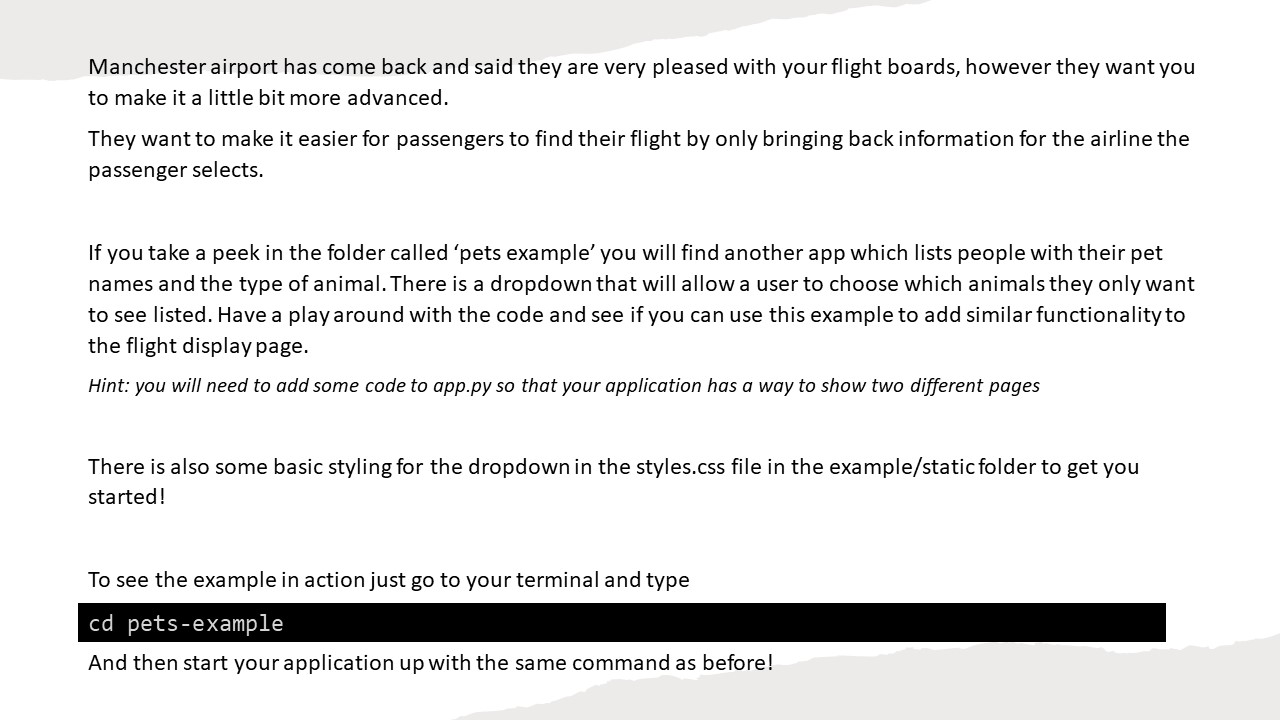 Manchester airport has come back and said they are very pleased with your flight boards, however they want you
to make it a little bit more advanced.
They want to make it easier for passengers to find their flight by only bringing back information for the airline the
passenger selects.
If you take a peek in the folder called ‘pets example’ you will find another app which lists people with their pet
names and the type of animal. There is a dropdown that will allow a user to choose which animals they only want
to see listed. Have a play around with the code and see if you can use this example to add similar functionality to
the flight display page.
Hint: you will need to add some code to app.py so that your application has a way to show two different pages
There is also some basic styling for the dropdown in the styles.css file in the example/static folder to get you
started!
To see the example in action just go to your terminal and type
cd pets-example
And then start your application up with the same command as before!